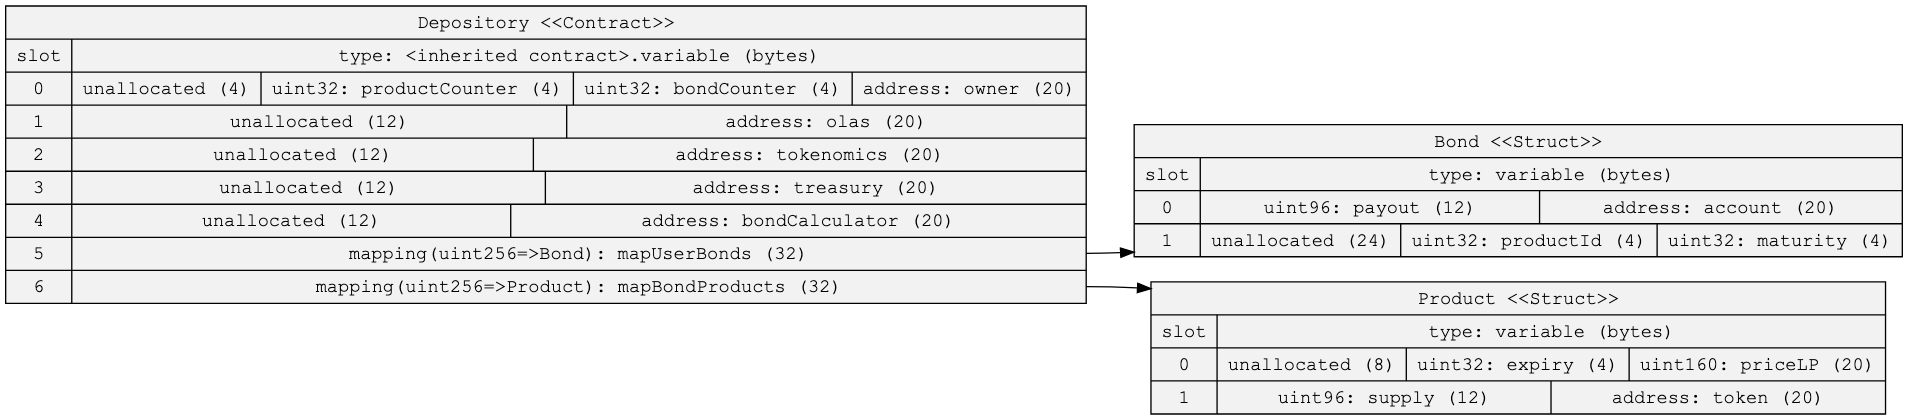 Depository <<Contract>>
slot type: <inherited contract>.variable (bytes)
0 unallocated (4) uint32: productCounter (4) uint32: bondCounter (4) address: owner (20)
1 unallocated (12) address: olas (20)
2 unallocated (12) address: tokenomics (20)
3 unallocated (12) address: treasury (20)
4 unallocated (12) address: bondCalculator (20)
5 mapping(uint256=>Bond): mapUserBonds (32)
6 mapping(uint256=>Product): mapBondProducts (32)
Bond <<Struct>>
slot type: variable (bytes)
0 uint96: payout (12) address: account (20)
1 unallocated (24) uint32: productId (4) uint32: maturity (4)
Product <<Struct>>
slot type: variable (bytes)
0 unallocated (8) uint32: expiry (4) uint160: priceLP (20)
1 uint96: supply (12) address: token (20)